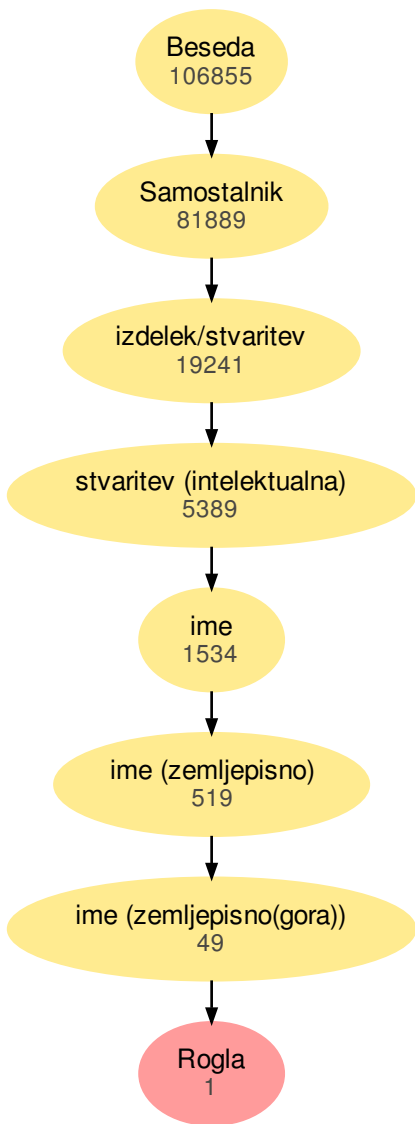 Beseda
106855
Samostalnik
81889
izdelek/stvaritev
19241
stvaritev (intelektualna)
5389
ime
1534
ime (zemljepisno)
519
ime (zemljepisno(gora))
49
Rogla
1